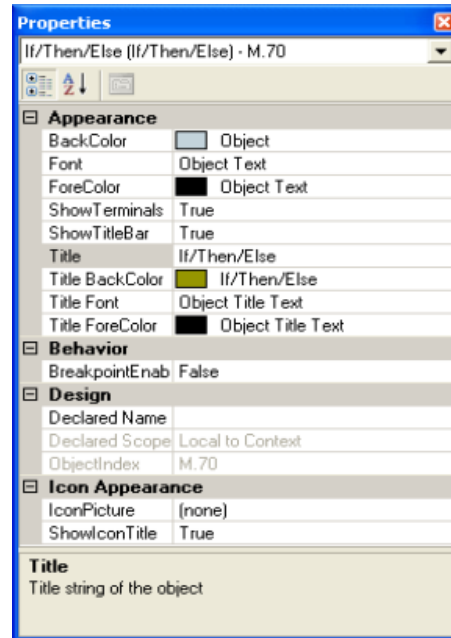 Properties
If/Then/Else (If/Then/Else) - M.70
Appearance
BackColor Object
Font Object Text
ForeColor Object Text
ShowTerminals True
ShowTitleBar True
Title If/Then/Else
Title BackColor If/Then/Else
Title Font Object Title Text
Title ForeColor Object Title Text
Behavior
BreakpointEnab False
Design
Declared Name
Declared Scope Local to Context
ObjectIndex M.70
Icon Appearance
IconPicture (none)
ShowIconTitle True
Title
Title string of the object